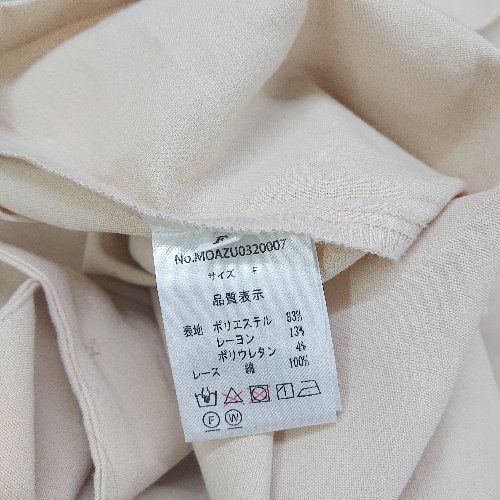 No.MOAZU0320007
サイズ F
品質表示
表地 ポリエステル 83%
レーヨン 13%
ポリウレタン 4%
レース 綿 100%
F W